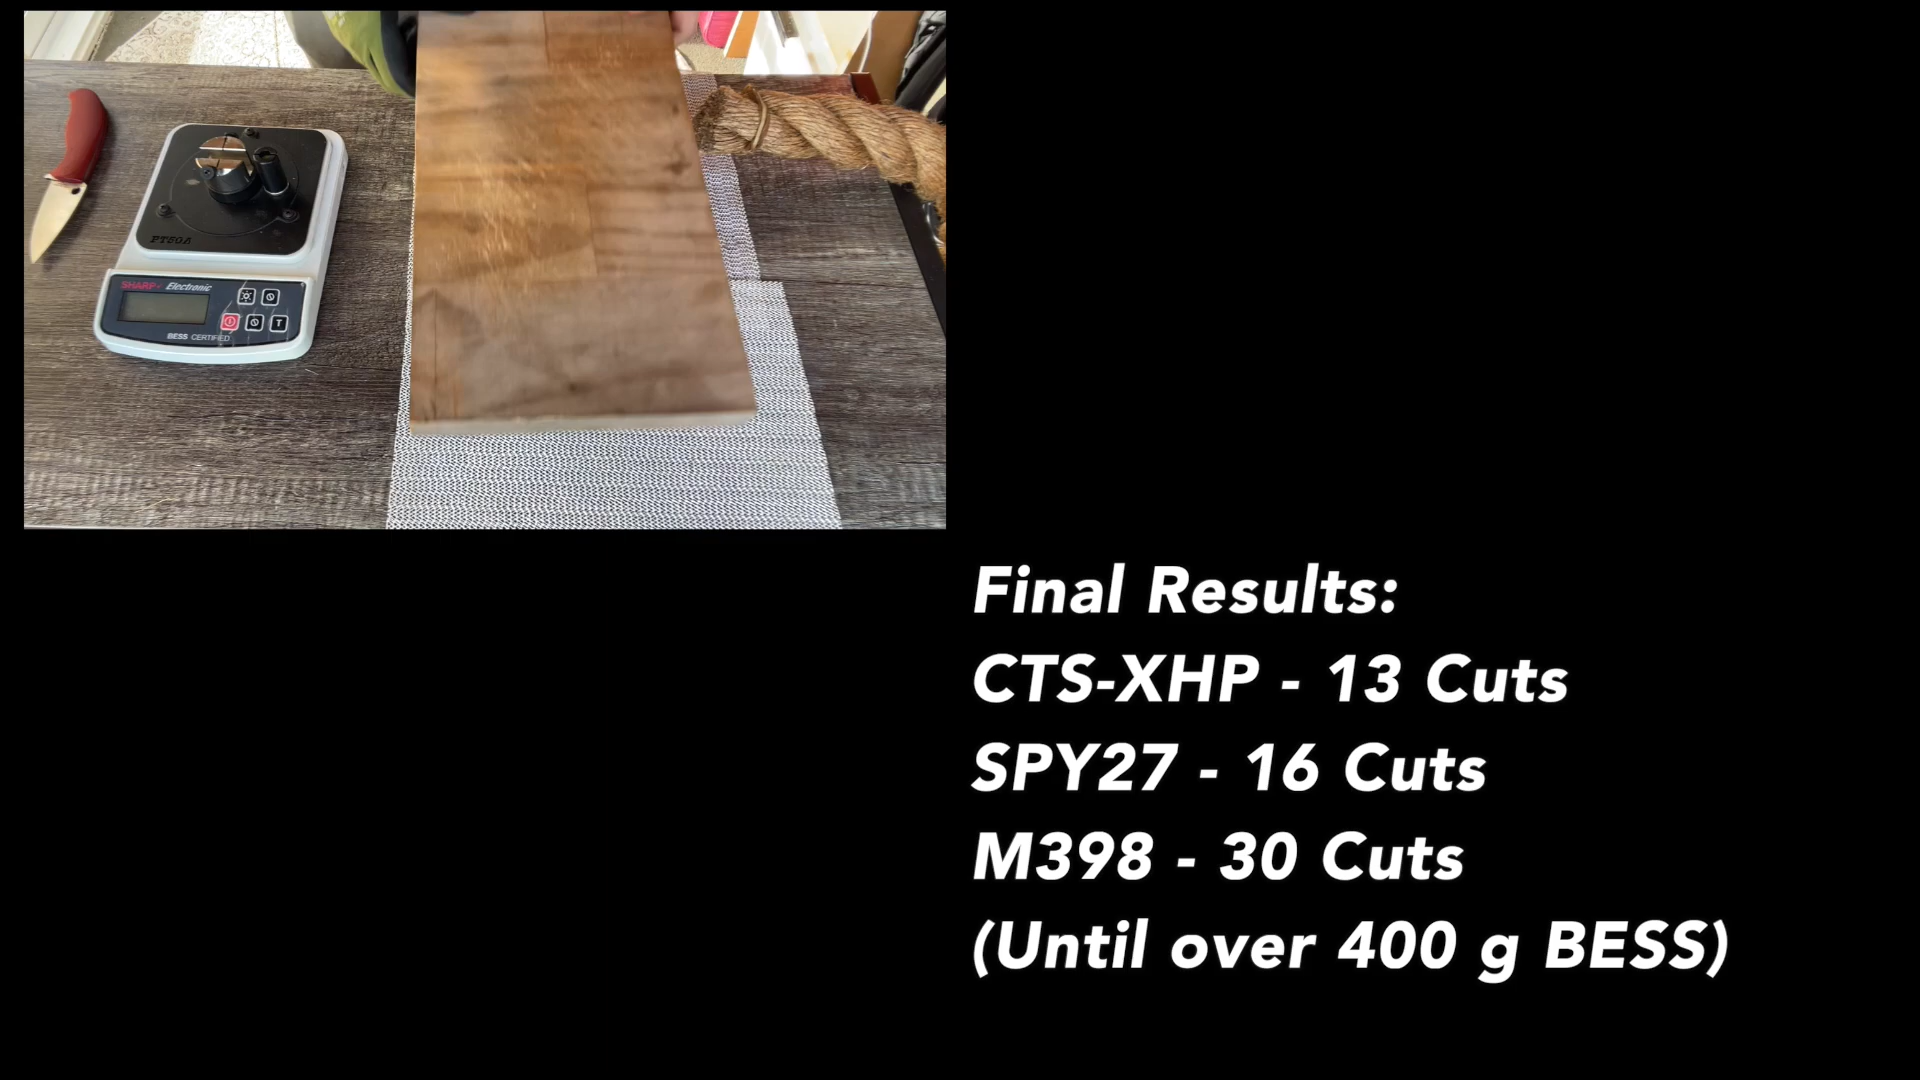 PT50A
SHARP Electronic
T
BESS CERTIFIED
Final Results:
CTS-XHP - 13 Cuts
SPY27 - 16 Cuts
M398 - 30 Cuts
(Until over 400 g BESS)